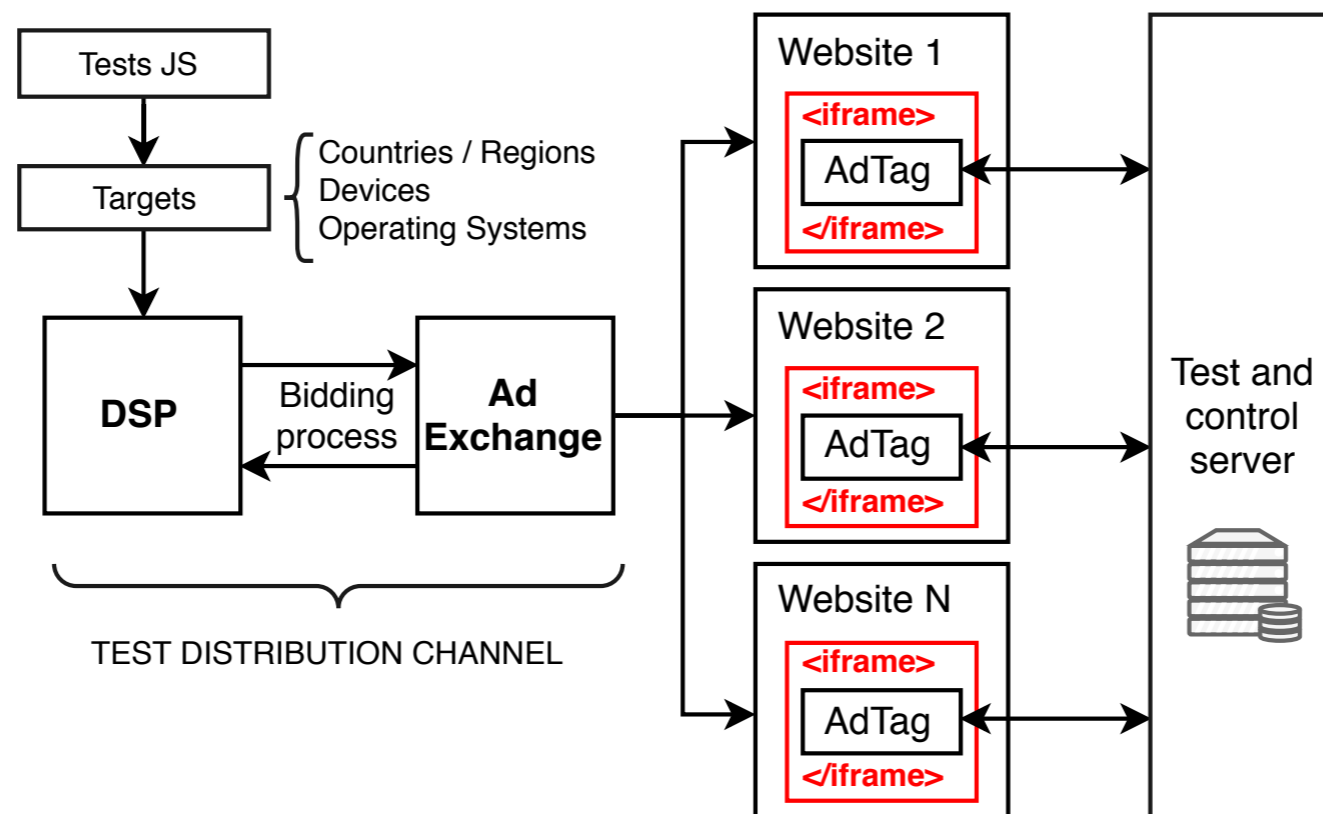 Tests JS
Targets
Countries / Regions
Devices
Operating Systems
DSP
Bidding
process
Ad
Exchange
TEST DISTRIBUTION CHANNEL
Website 1
<iframe>
AdTag
</iframe>
Website 2
<iframe>
AdTag
</iframe>
Website N
<iframe>
AdTag
</iframe>
Test and
control
server